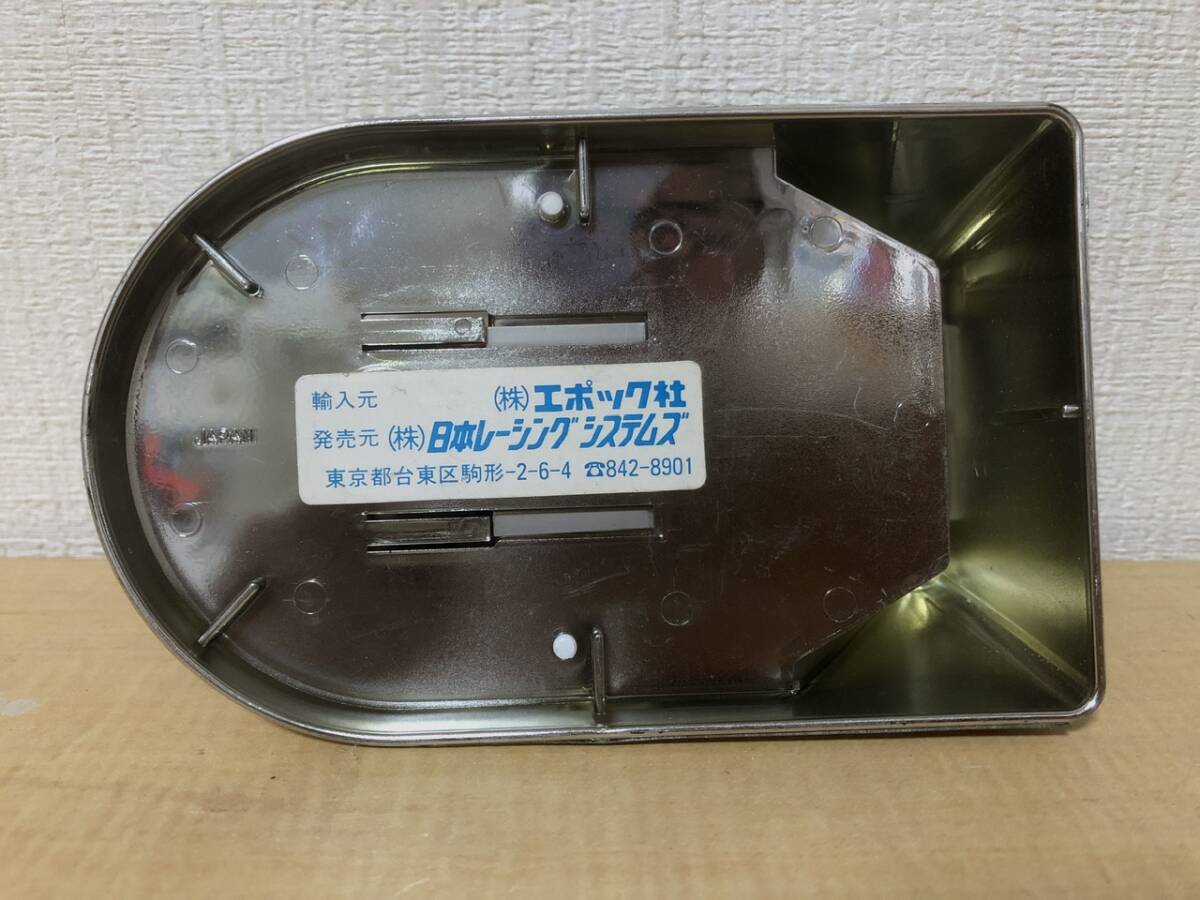 輸入元 (株)エポック社
発売元 (株)日本レーシングシステムズ
東京都台東区駒形-2-6-4 ☎842-8901
JAPAN